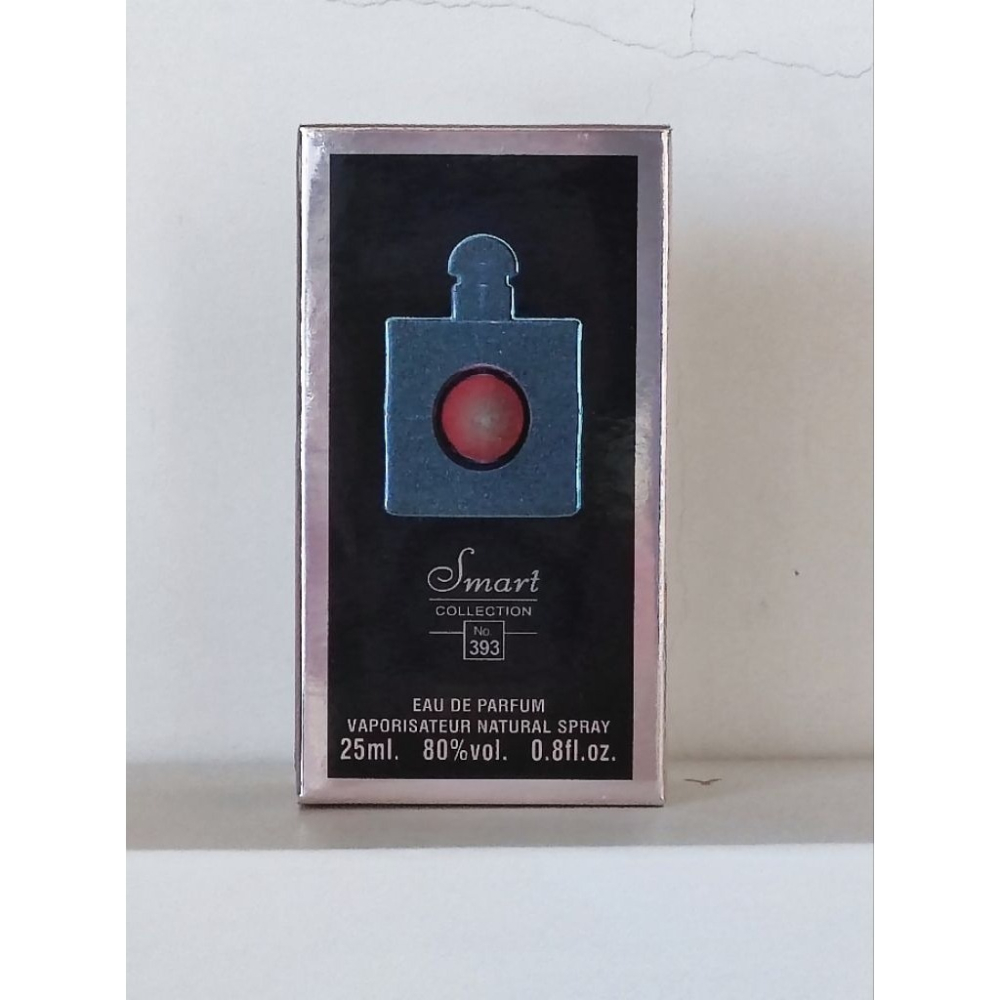 Smart
COLLECTION
No.
393
EAU DE PARFUM
VAPORISATEUR NATURAL SPRAY
25ml. 80%vol. 0.8fl.oz.